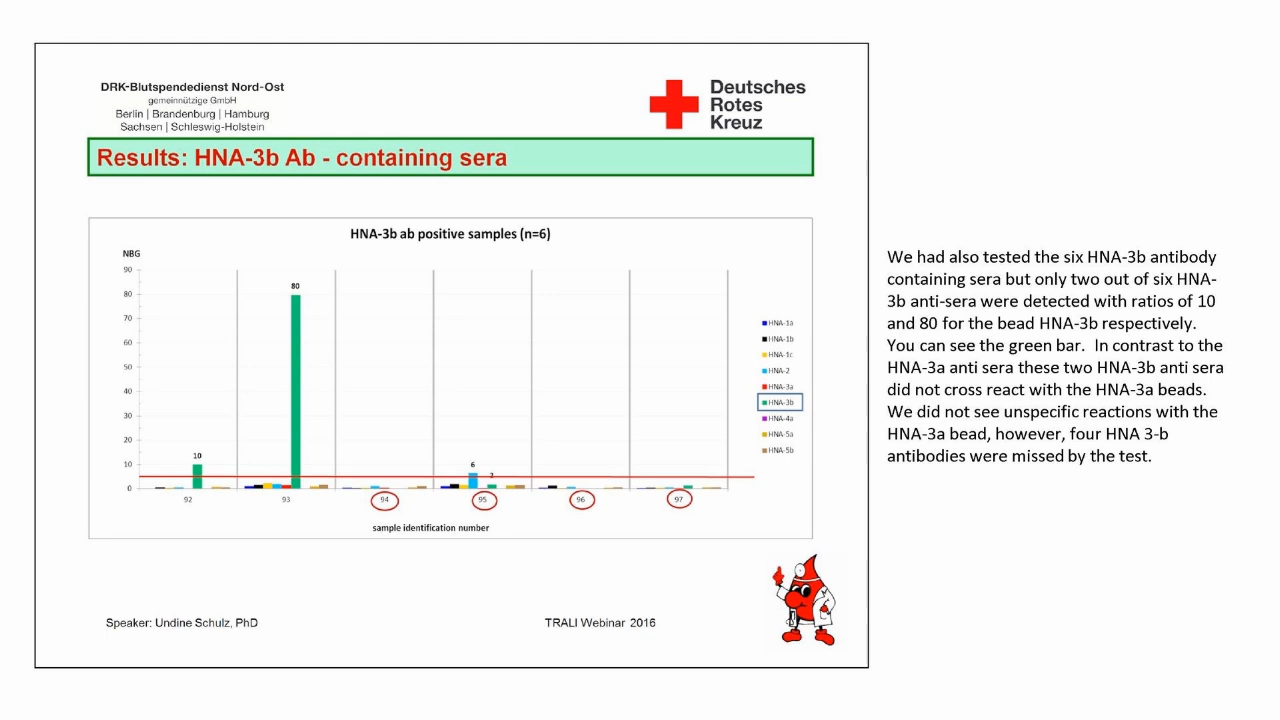 DRK-Blutspendedienst Nord-Ost
gemeinnützige GmbH
Berlin | Brandenburg | Hamburg
Sachsen | Schleswig-Holstein
Deutsches
Rotes
Kreuz
Results: HNA-3b Ab - containing sera
HNA-3b ab positive samples (n=6)
NBG
90
80
70
60
50
40
30
20
10
0
10
80
6
2
92
93
94
95
96
97
sample identification number
HNA-1a
HNA-1b
HNA-1c
HNA-2
HNA-3a
HNA-3b
HNA-4a
HNA-5a
HNA-5b
Speaker: Undine Schulz, PhD
TRALI Webinar 2016
We had also tested the six HNA-3b antibody
containing sera but only two out of six HNA-
3b anti-sera were detected with ratios of 10
and 80 for the bead HNA-3b respectively.
You can see the green bar. In contrast to the
HNA-3a anti sera these two HNA-3b anti sera
did not cross react with the HNA-3a beads.
We did not see unspecific reactions with the
HNA-3a bead, however, four HNA 3-b
antibodies were missed by the test.